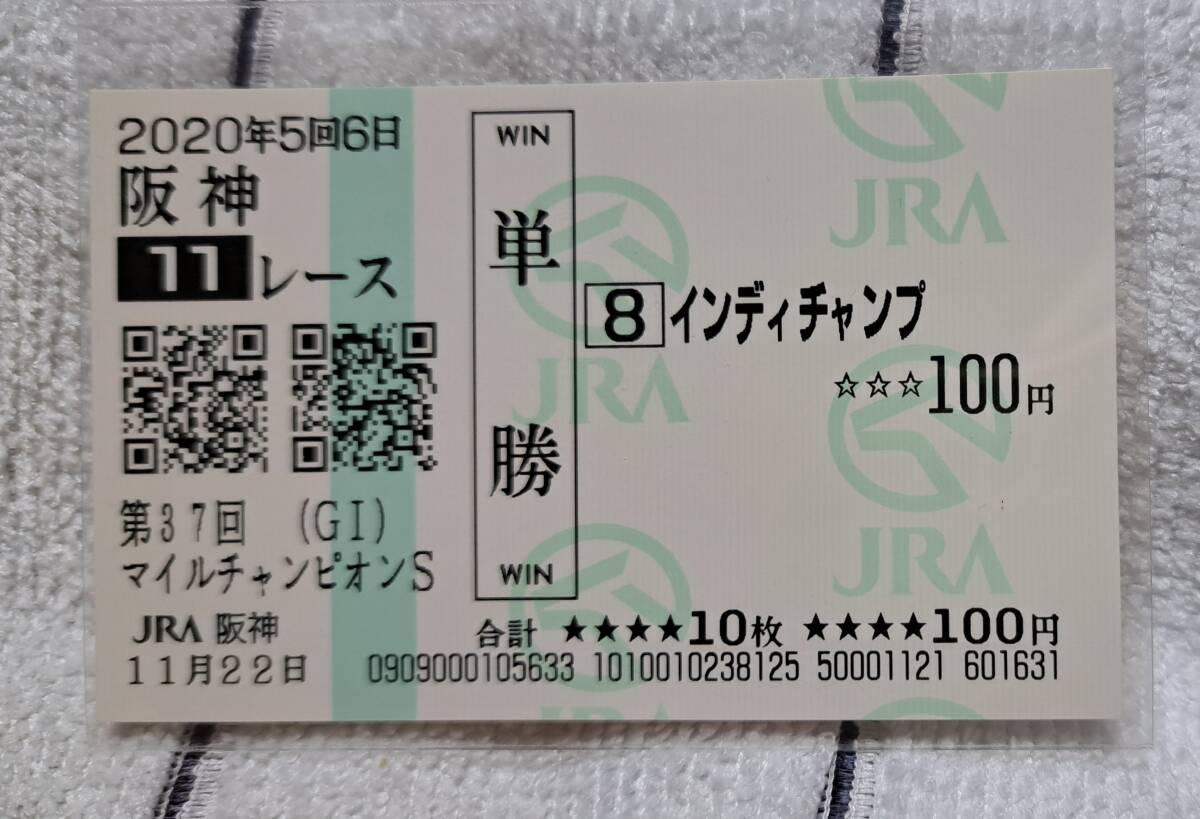 2020年5回6日
阪神
11レース
第37回 (GI)
マイルチャンピオンS
JRA 阪神
11月22日
WIN
単勝
WIN
8 インディチャンプ
☆☆☆100円
合計 ★★★★10枚 ★★★★100円
0909000105633 1010010238125 50001121 601631
JRA
JRA
JRA
JRA